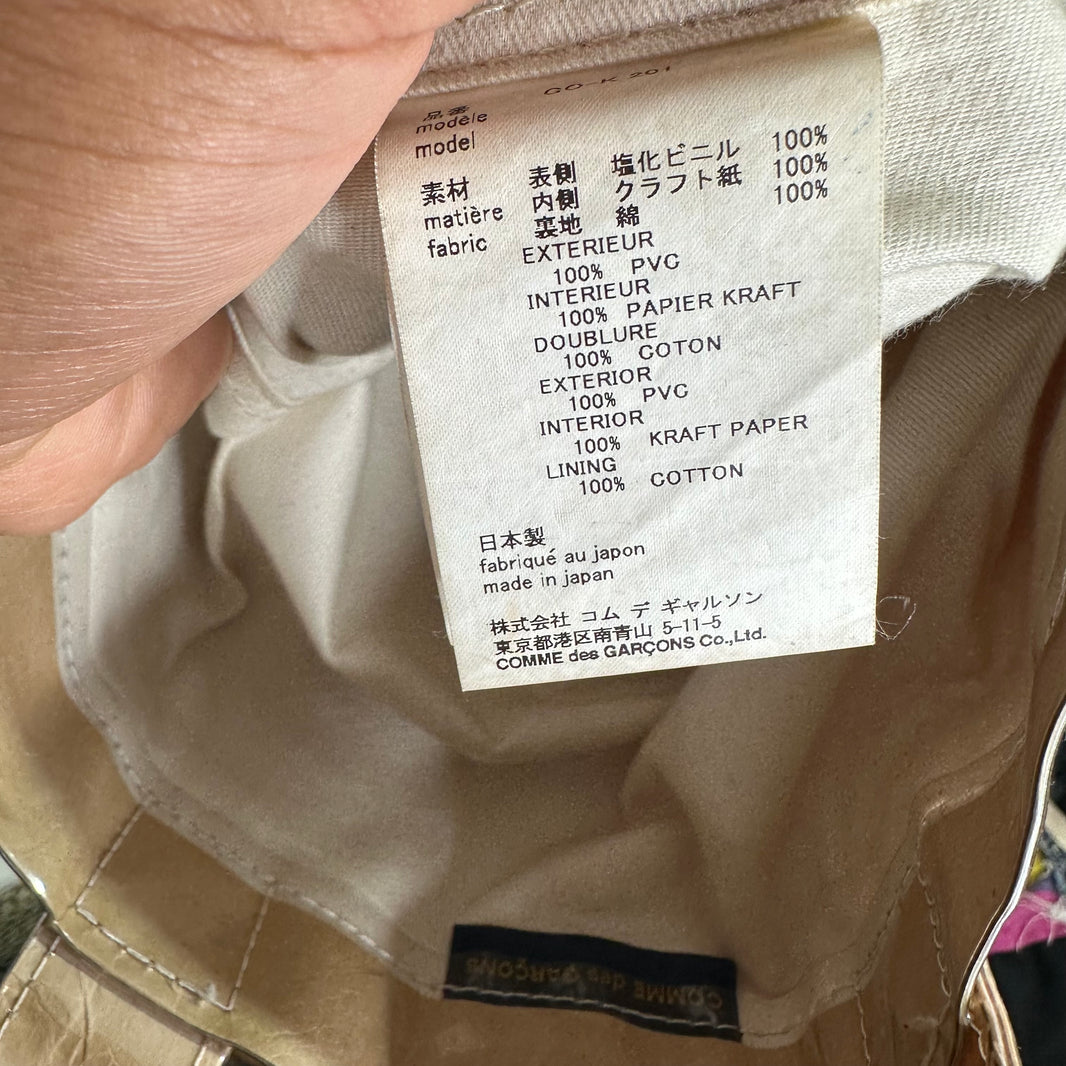 品番 GO-K 201
modèle
model
素材 表側 塩化ビニル 100%
matière 内側 クラフト紙 100%
fabric 裏地 綿 100%
EXTERIEUR
100% PVC
INTERIEUR
100% PAPIER KRAFT
DOUBLURE
100% COTON
EXTERIOR
100% PVC
INTERIOR
100% KRAFT PAPER
LINING
100% COTTON
日本製
fabriqué au japon
made in japan
株式会社 コム デ ギャルソン
東京都港区南青山 5-11-5
COMME des GARÇONS Co.,Ltd.
COMME des GARÇONS